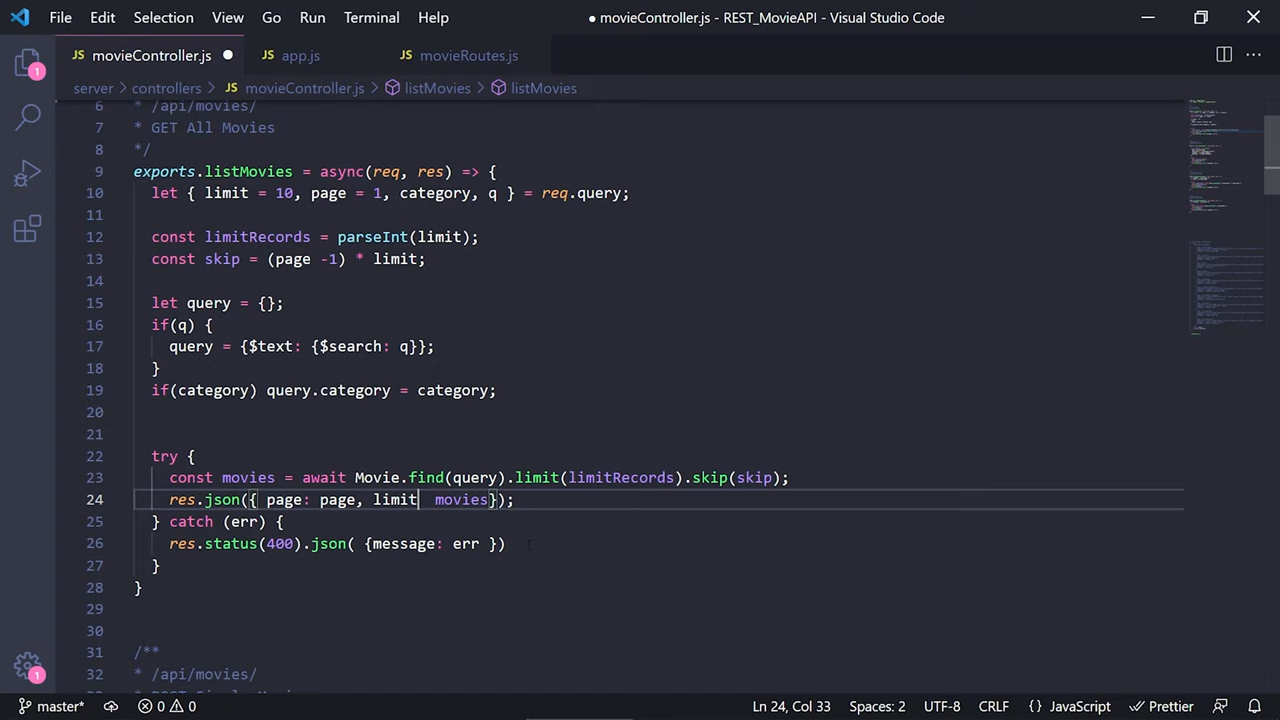 File Edit Selection View Go Run Terminal Help ● movieController.js - REST_MovieAPI - Visual Studio Code
JS movieController.js ● JS app.js JS movieRoutes.js ···
server > controllers > JS movieController.js > listMovies > listMovies
6 * /api/movies/
7 * GET All Movies
8 */
9 exports.listMovies = async(req, res) => {
10 let { limit = 10, page = 1, category, q } = req.query;
11
12 const limitRecords = parseInt(limit);
13 const skip = (page -1) * limit;
14
15 let query = {};
16 if(q) {
17 query = {$text: {$search: q}};
18 }
19 if(category) query.category = category;
20
21
22 try {
23 const movies = await Movie.find(query).limit(limitRecords).skip(skip);
24 res.json({ page: page, limit  movies});
25 } catch (err) {
26 res.status(400).json( {message: err })
27 }
28 }
29
30
31 /**
32 * /api/movies/
1
1
master* 0 0 Ln 24, Col 33 Spaces: 2 UTF-8 CRLF {} JavaScript Prettier